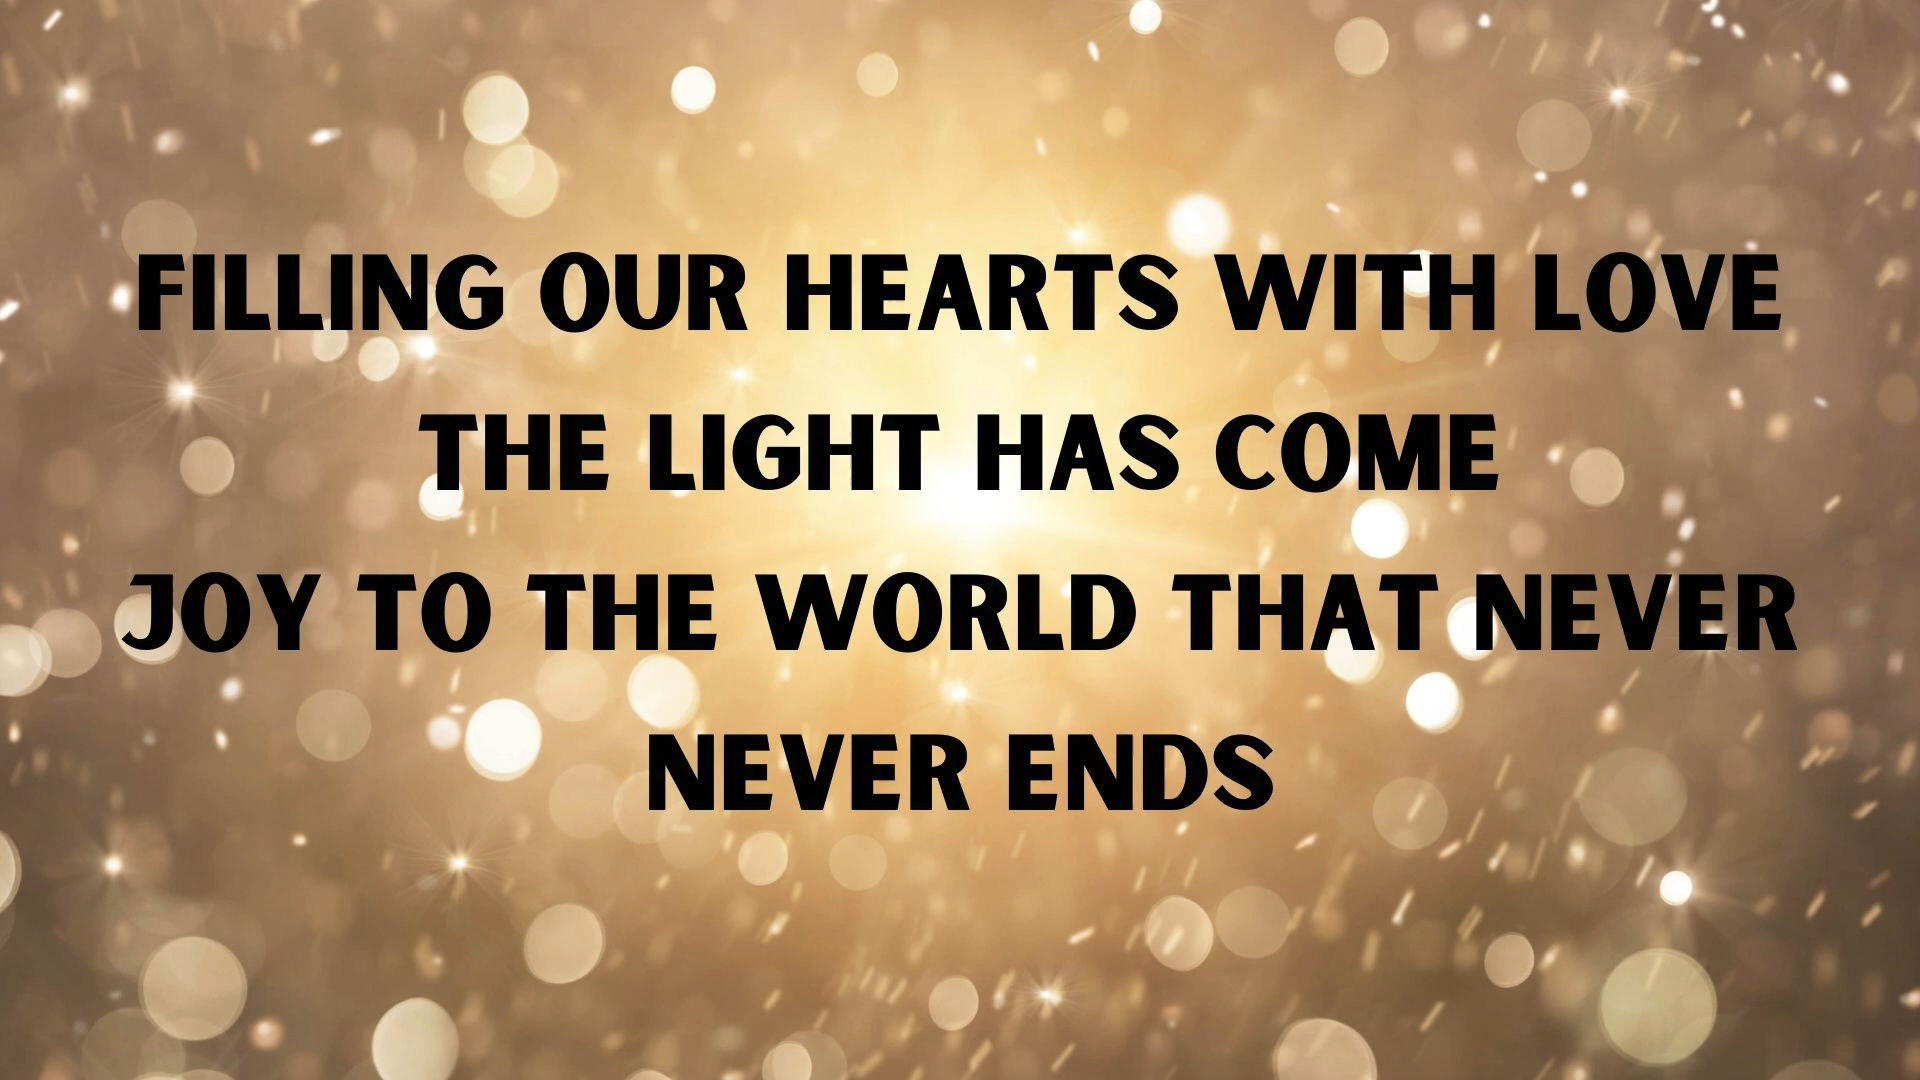 FILLING OUR HEARTS WITH LOVE
THE LIGHT HAS COME
JOY TO THE WORLD THAT NEVER
NEVER ENDS